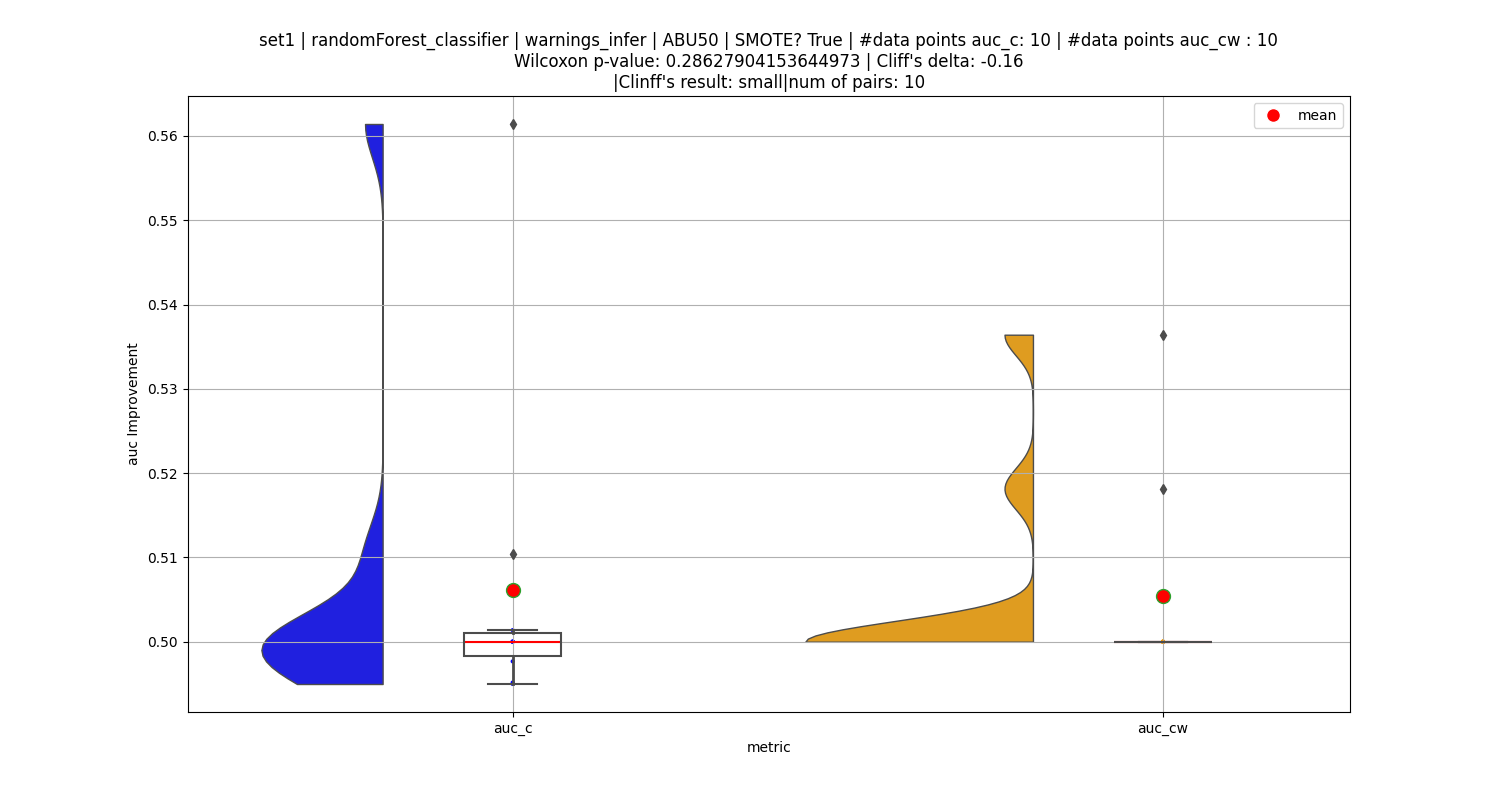 set1 | randomForest_classifier | warnings_infer | ABU50 | SMOTE? True | #data points auc_c: 10 | #data points auc_cw : 10
Wilcoxon p-value: 0.28627904153644973 | Cliff's delta: -0.16
|Clinff's result: small|num of pairs: 10
mean
0.56
0.55
0.54
0.53
0.52
0.51
0.50
auc Improvement
auc_c
auc_cw
metric